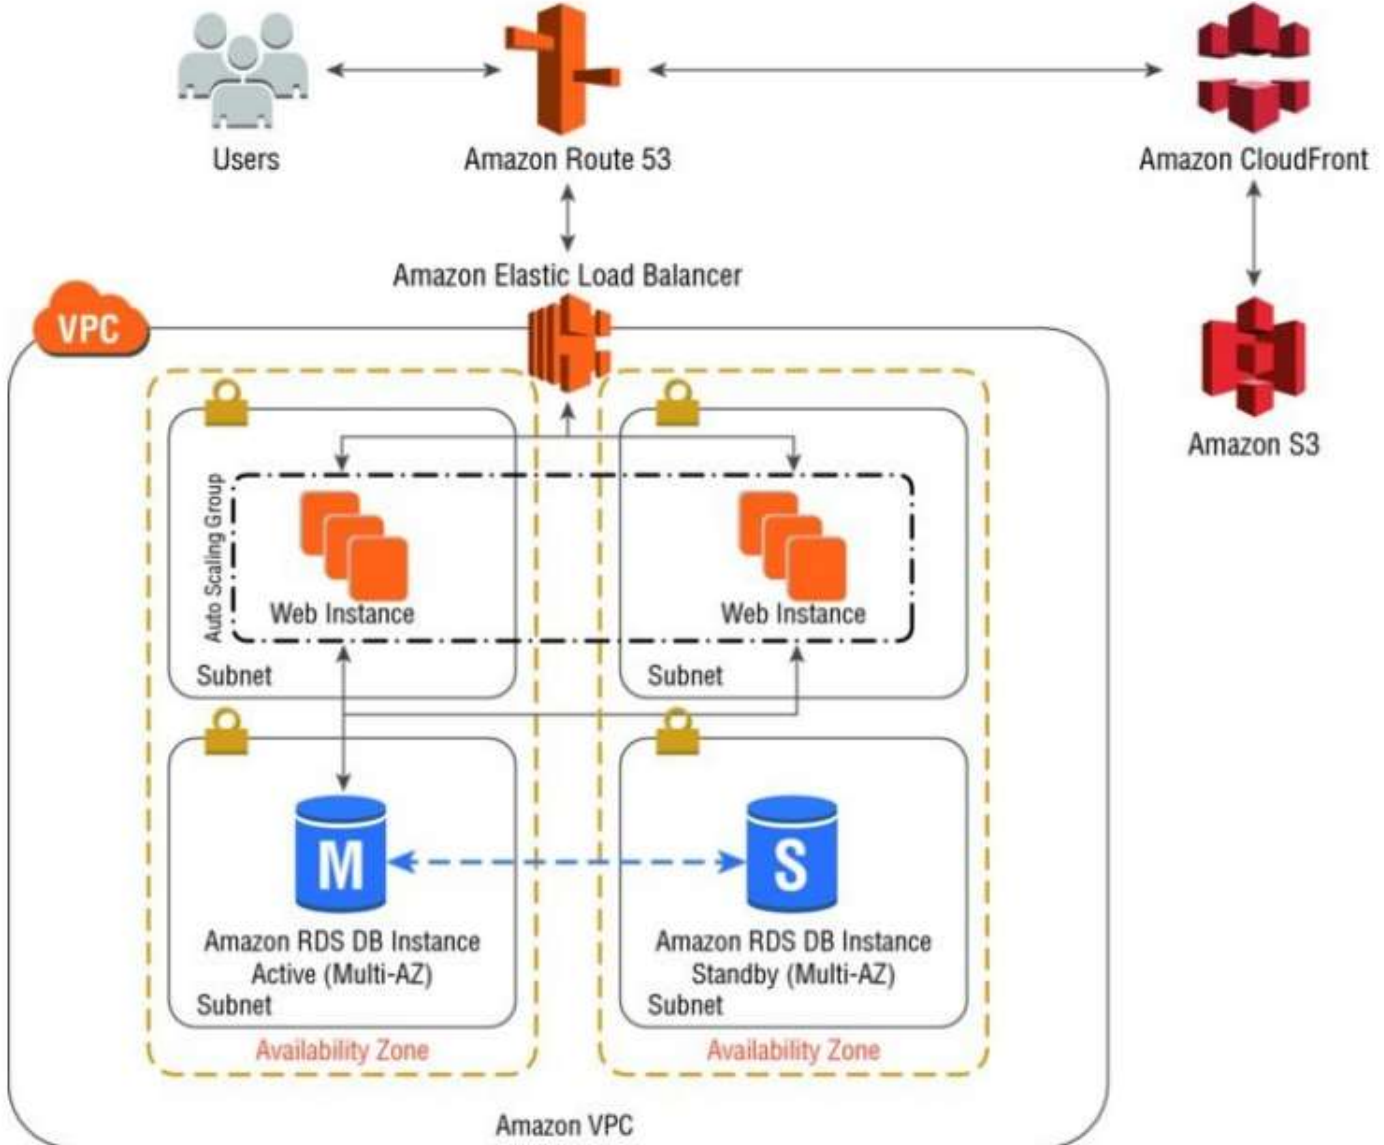 Users
Amazon Route 53
Amazon CloudFront
Amazon Elastic Load Balancer
VPC
Amazon S3
Auto Scaling Group
Web Instance
Web Instance
Subnet
Subnet
M
S
Amazon RDS DB Instance
Active (Multi-AZ)
Amazon RDS DB Instance
Standby (Multi-AZ)
Subnet
Subnet
Availability Zone
Availability Zone
Amazon VPC